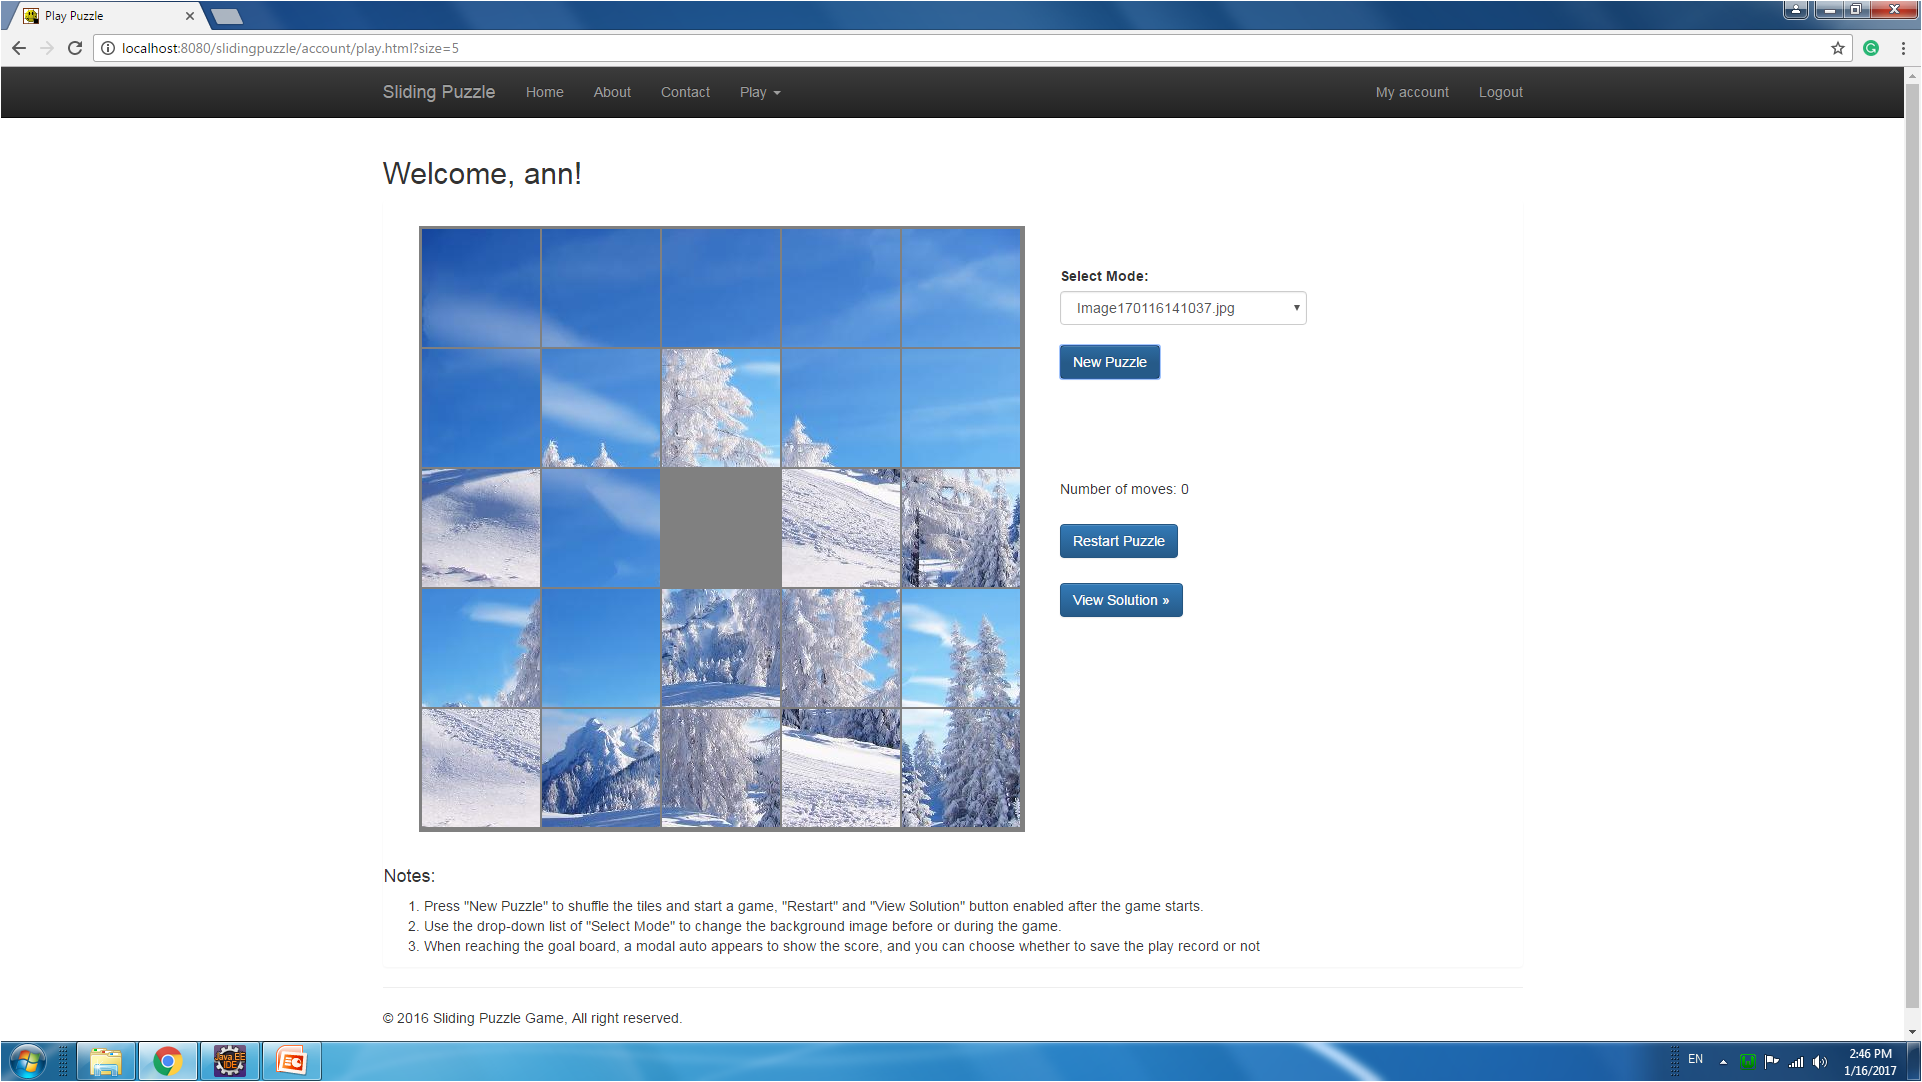 Play Puzzle
localhost:8080/slidingpuzzle/account/play.html?size=5
Sliding Puzzle Home About Contact Play My account Logout
Welcome, ann!
Select Mode:
Image170116141037.jpg
New Puzzle
Number of moves: 0
Restart Puzzle
View Solution »
Notes:
1. Press "New Puzzle" to shuffle the tiles and start a game, "Restart" and "View Solution" button enabled after the game starts.
2. Use the drop-down list of "Select Mode" to change the background image before or during the game.
3. When reaching the goal board, a modal auto appears to show the score, and you can choose whether to save the play record or not
© 2016 Sliding Puzzle Game, All right reserved.
Java EE
IDE
EN
2:46 PM
1/16/2017